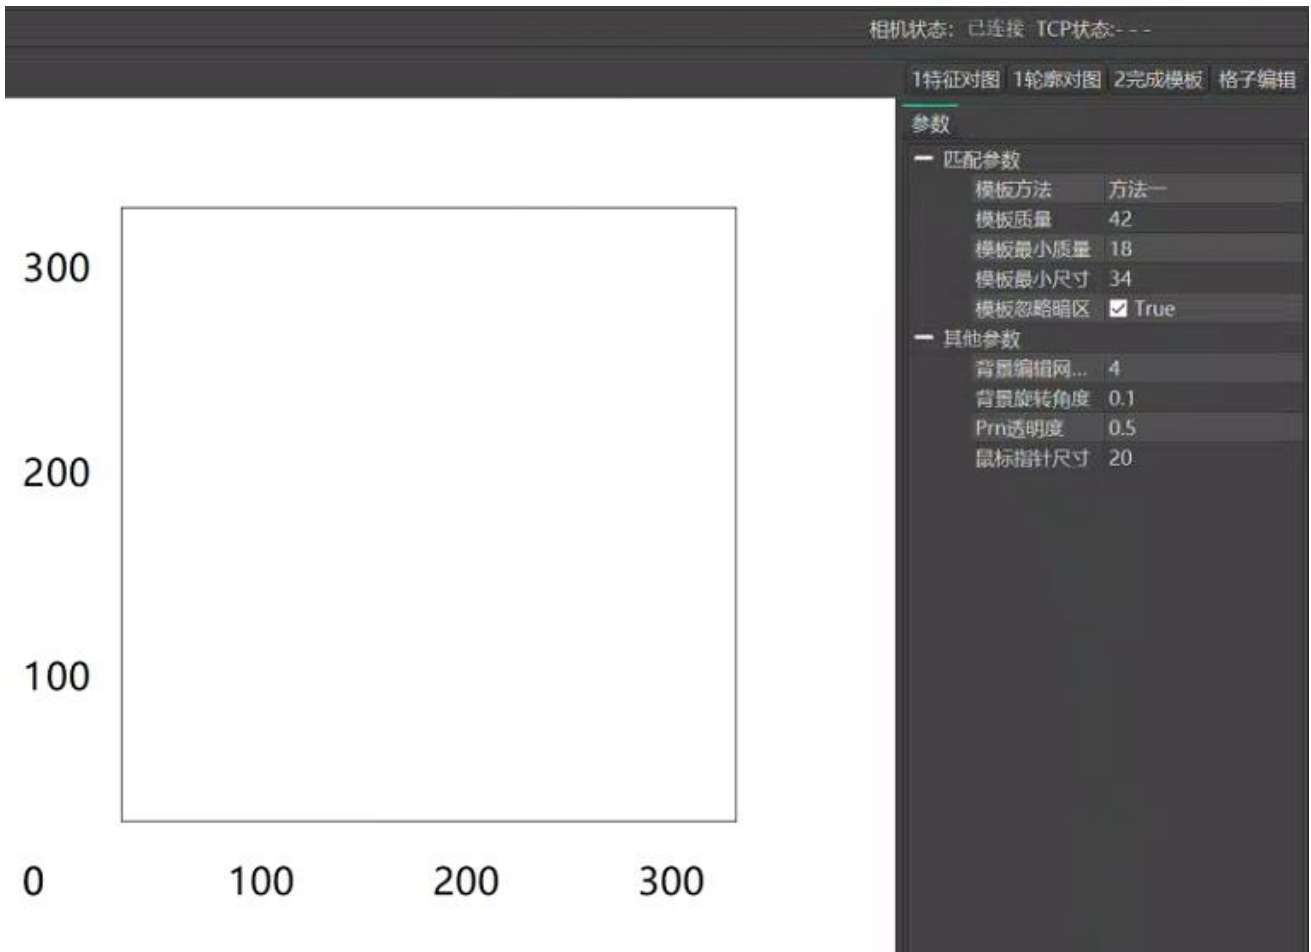 相机状态: 已连接 TCP状态:- - -
1特征对图 1轮廓对图 2完成模板 格子编辑
参数
匹配参数
模板方法 方法一
模板质量 42
模板最小质量 18
模板最小尺寸 34
模板忽略暗区 True
其他参数
背景编辑网... 4
背景旋转角度 0.1
Prn透明度 0.5
鼠标指针尺寸 20
300
200
100
0 100 200 300